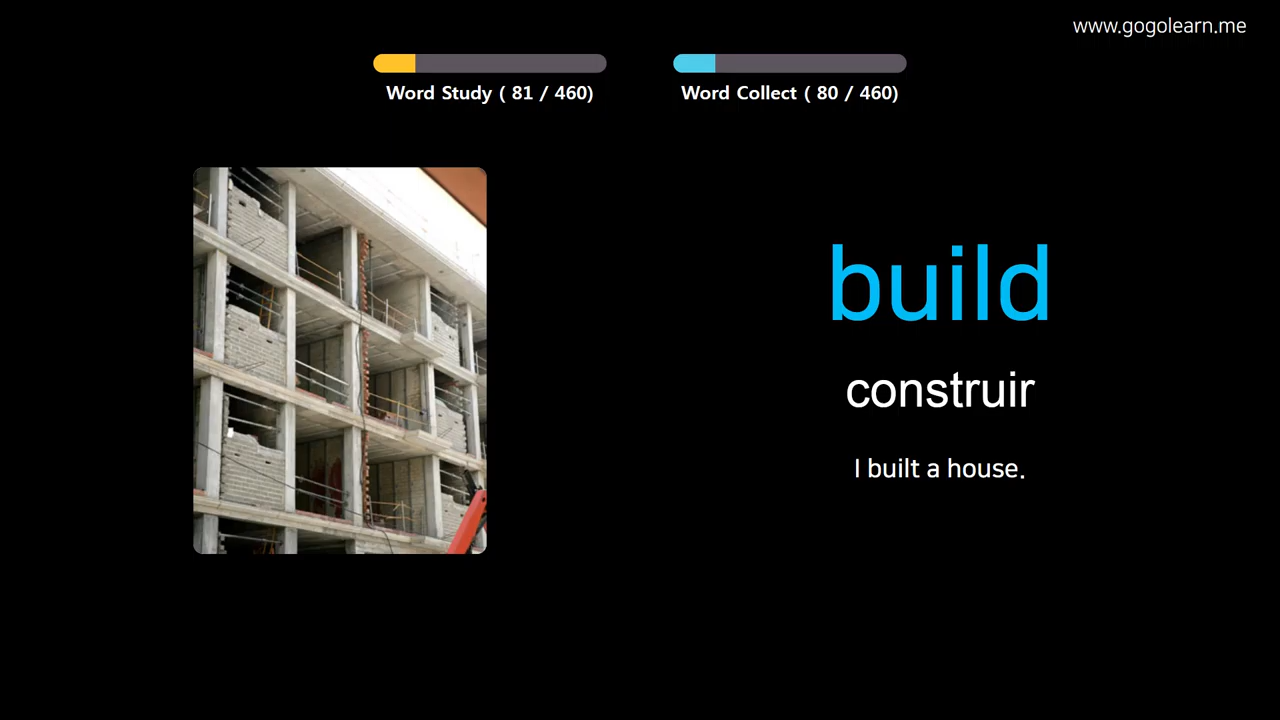 www.gogolearn.me
Word Study ( 81 / 460)
Word Collect ( 80 / 460)
build
construir
I built a house.